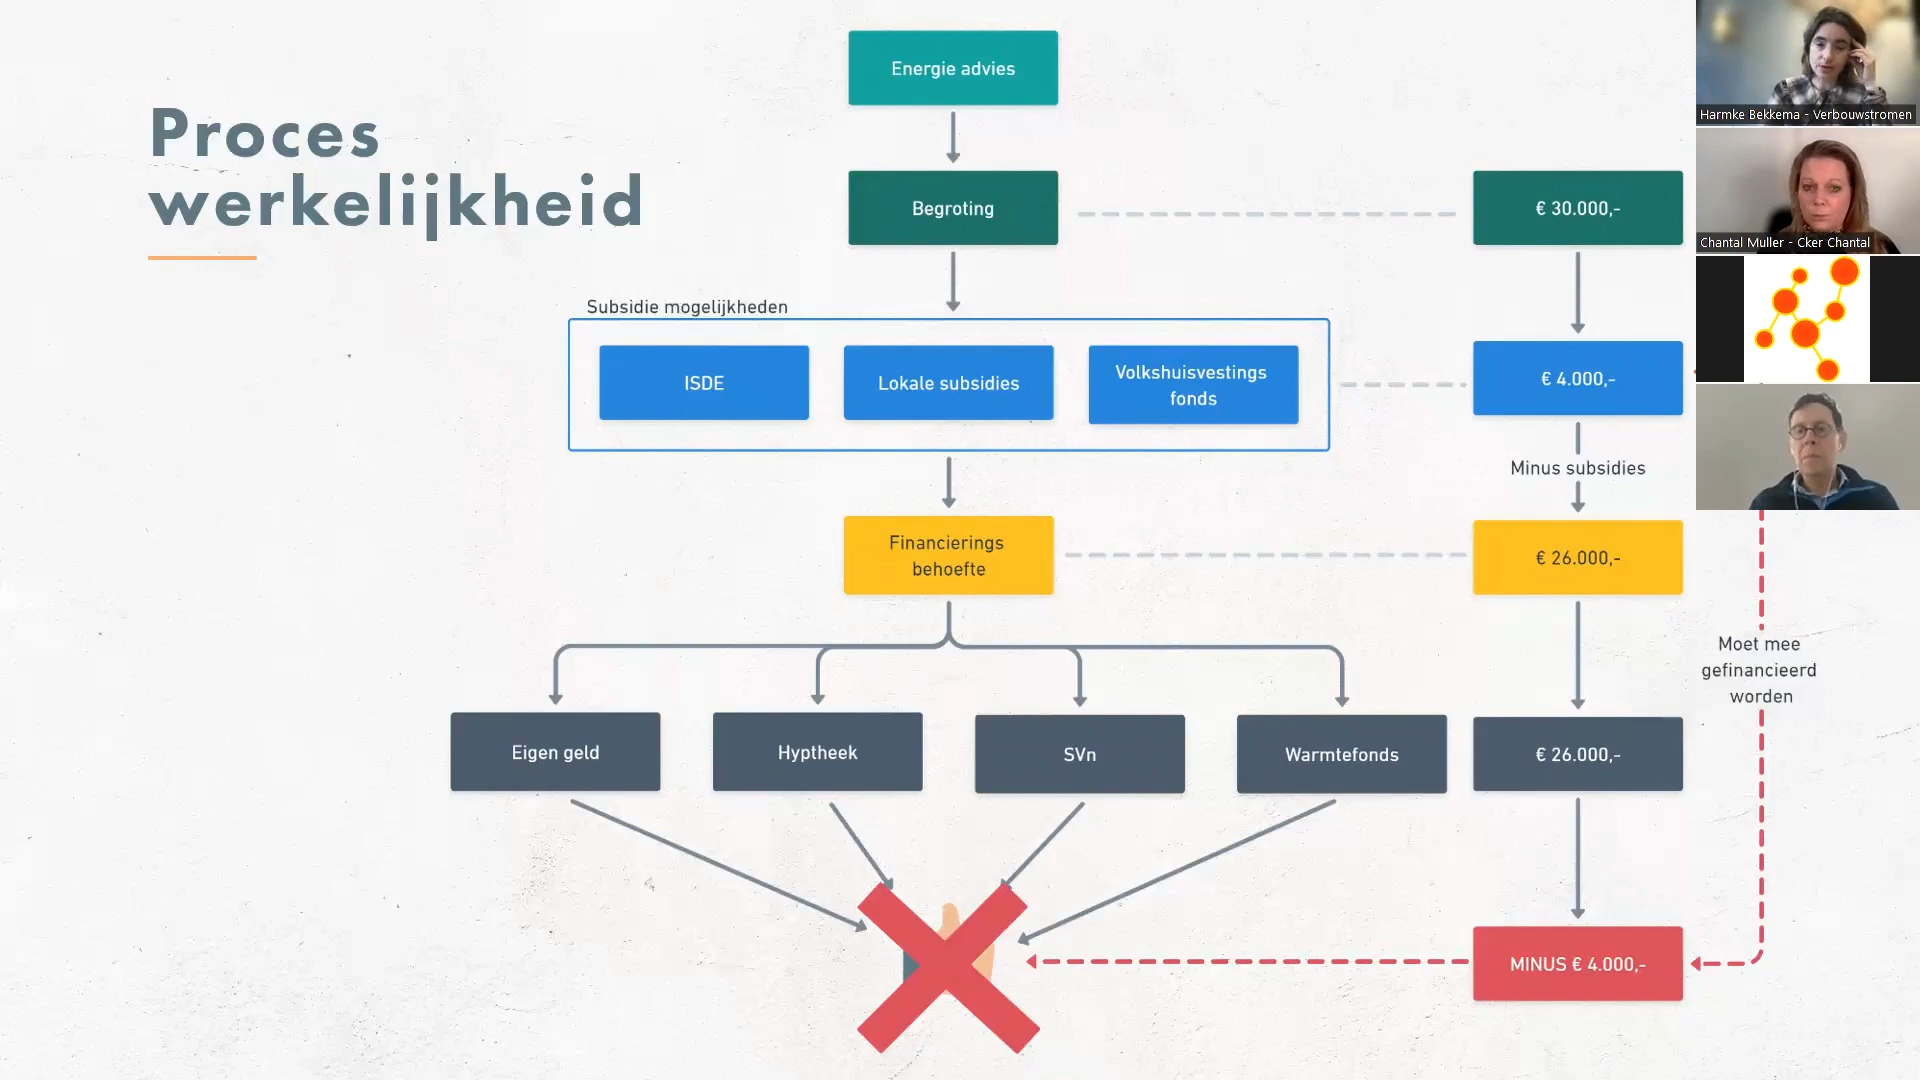 Proces
werkelijkheid
Energie advies
Begroting
€ 30.000,-
Subsidie mogelijkheden
ISDE
Lokale subsidies
Volkshuisvestings
fonds
€ 4.000,-
Minus subsidies
Financierings
behoefte
€ 26.000,-
Moet mee
gefinancieerd
worden
Eigen geld
Hyptheek
SVn
Warmtefonds
€ 26.000,-
MINUS € 4.000,-
Harmke Bekkema - Verbouwstromen
Chantal Muller - Cker Chantal